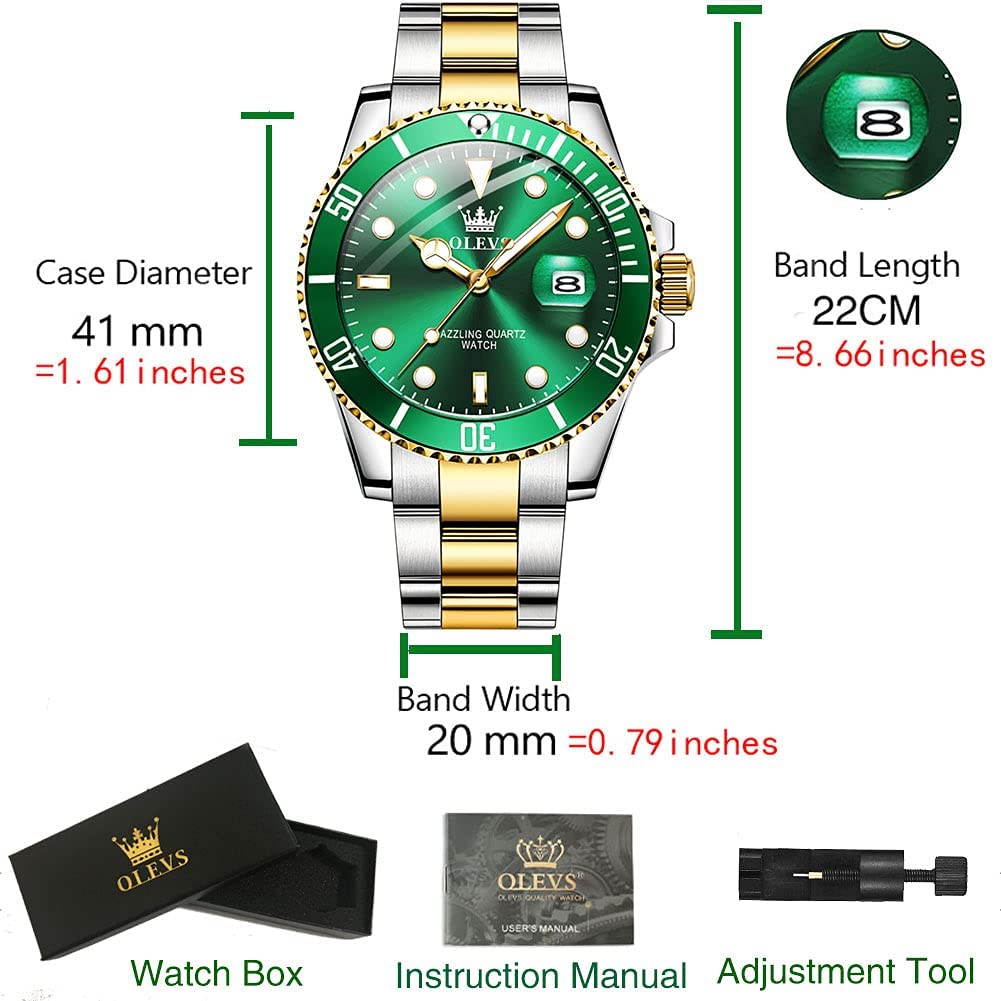 8
50
10
OLEVS
8
AZZLING QUARTZ
WATCH
40
20
30
Case Diameter
41 mm
=1.61inches
Band Length
22CM
=8.66inches
Band Width
20 mm =0.79inches
OLEVS
OLEVS®
OLEVS QUALITY WATCH
USER'S MANUAL
Watch Box
Instruction Manual
Adjustment Tool